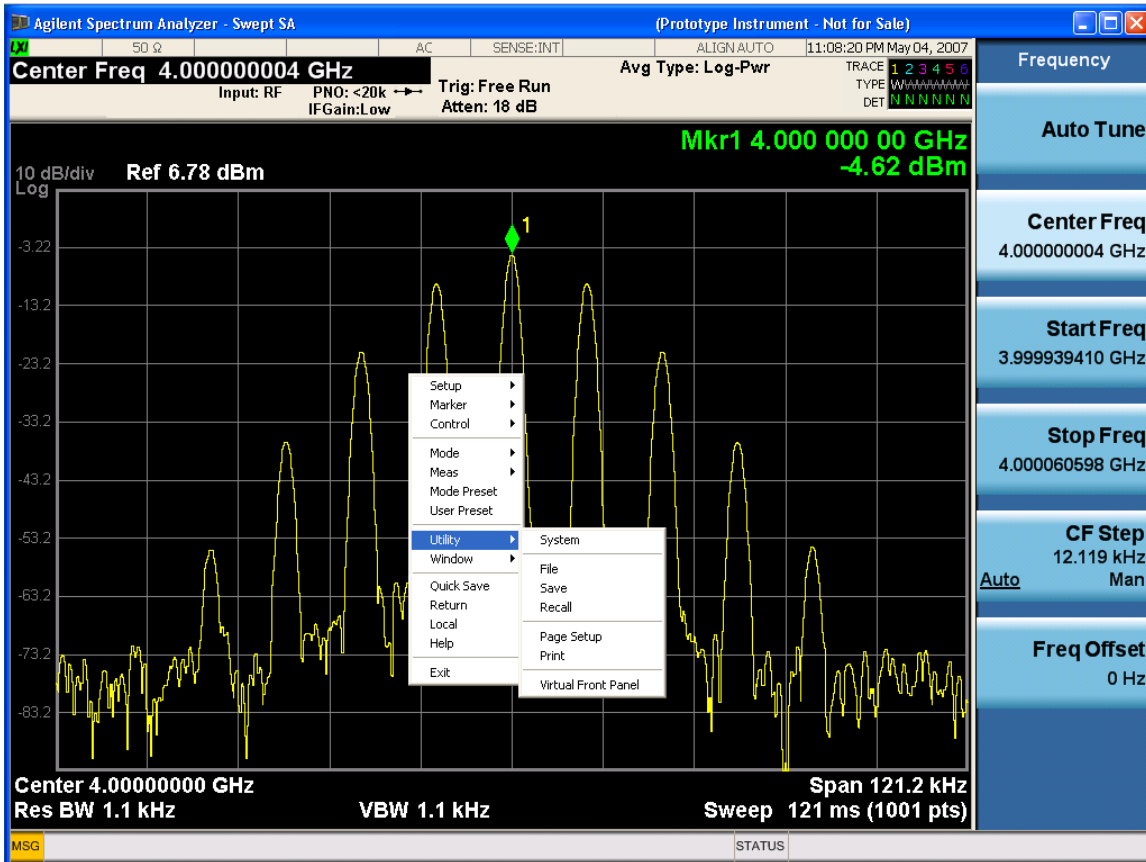 Agilent Spectrum Analyzer - Swept SA (Prototype Instrument - Not for Sale)
LXI 50 Ω AC SENSE:INT ALIGNAUTO 11:08:20 PM May 04, 2007
Center Freq 4.000000004 GHz
Input: RF PNO: <20k
IFGain:Low
Trig: Free Run
Atten: 18 dB
Avg Type: Log-Pwr
TRACE 1 2 3 4 5 6
TYPE WWWWWW
DET N N N N N N
Mkr1 4.000 000 00 GHz
-4.62 dBm
10 dB/div Ref 6.78 dBm
Log
1
-3.22
-13.2
-23.2
-33.2
-43.2
-53.2
-63.2
-73.2
-83.2
Setup
Marker
Control
Mode
Meas
Mode Preset
User Preset
Utility
Window
Quick Save
Return
Local
Help
Exit
System
File
Save
Recall
Page Setup
Print
Virtual Front Panel
Center 4.00000000 GHz Span 121.2 kHz
Res BW 1.1 kHz VBW 1.1 kHz Sweep 121 ms (1001 pts)
MSG STATUS
Frequency
Auto Tune
Center Freq
4.000000004 GHz
Start Freq
3.999939410 GHz
Stop Freq
4.000060598 GHz
CF Step
12.119 kHz
Auto Man
Freq Offset
0 Hz